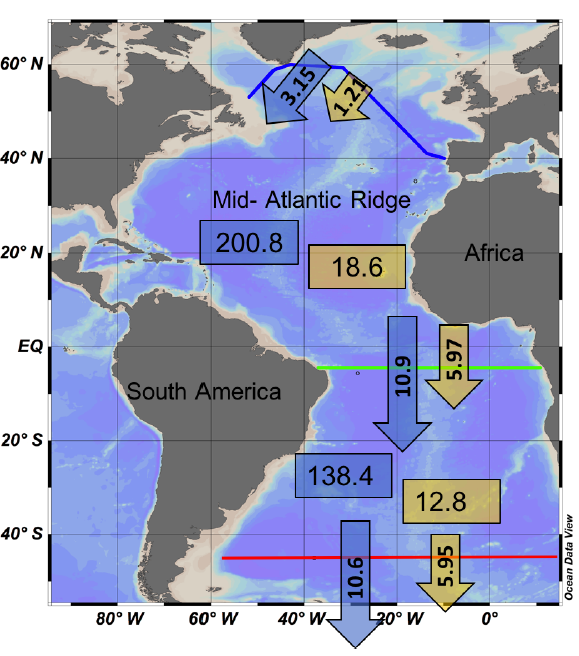 60° N
3.15
1.21
40° N
Mid- Atlantic Ridge
200.8
20° N
18.6
Africa
EQ
10.9
5.97
South America
20° S
138.4
12.8
40° S
10.6
5.95
80° W
60° W
40° W
20° W
0°
Ocean Data View